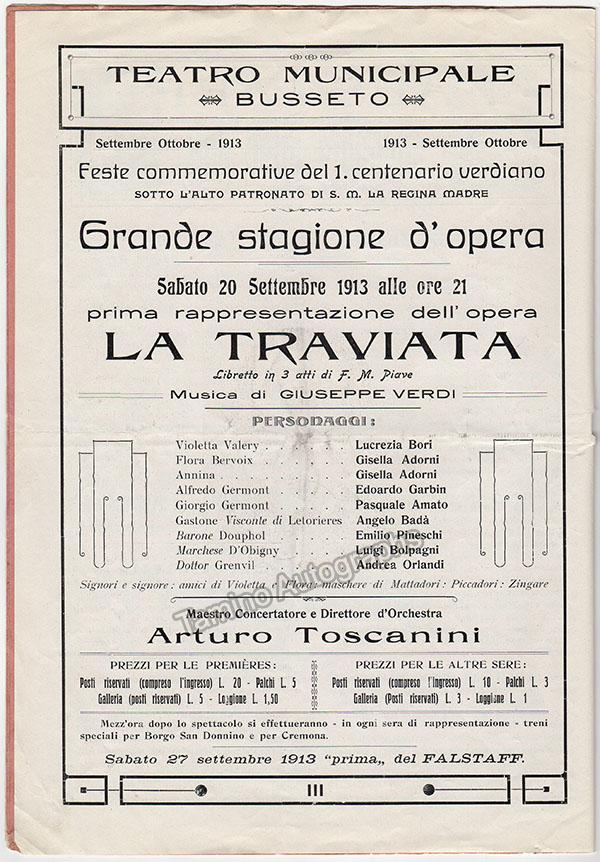 TEATRO MUNICIPALE
BUSSETO
Settembre Ottobre - 1913
1913 - Settembre Ottobre
Feste commemorative del 1. centenario verdiano
SOTTO L'ALTO PATRONATO DI S. M. LA REGINA MADRE
Grande stagione d'opera
Sabato 20 Settembre 1913 alle ore 21
prima rappresentazione dell'opera
LA TRAVIATA
Libretto in 3 atti di F. M. Piave
Musica di GIUSEPPE VERDI
PERSONAGGI:
Violetta Valery . . . . . . Lucrezia Bori
Flora Bervoix . . . . . . Gisella Adorni
Annina . . . . . . . . Gisella Adorni
Alfredo Germont . . . . . Edoardo Garbin
Giorgio Germont . . . . . Pasquale Amato
Gastone Visconte di Letorieres Angelo Badà
Barone Douphol . . . . . Emilio Pineschi
Marchese D'Obigny . . . . Luigi Bolpagni
Dottor Grenvil . . . . . Andrea Orlandi
Signori e signore: amici di Violetta e Flora: maschere di Mattadori: Piccadori: Zingare
Tamino Autographs
Maestro Concertatore e Direttore d'Orchestra
Arturo Toscanini
PREZZI PER LE PREMIÈRES:
Posti riservati (compreso l'ingresso) L. 20 - Palchi L. 5
Galleria (posti riservati) L. 5 - Loggione L. 1,50
PREZZI PER LE ALTRE SERE:
Posti riservati (compreso l'ingresso) L. 10 - Palchi L. 3
Galleria (Posti riservati) L. 3 - Loggione L. 1
Mezz'ora dopo lo spettacolo si effettueranno - in ogni sera di rappresentazione - treni
speciali per Borgo San Donnino e per Cremona.
Sabato 27 settembre 1913 "prima„ del FALSTAFF.
III